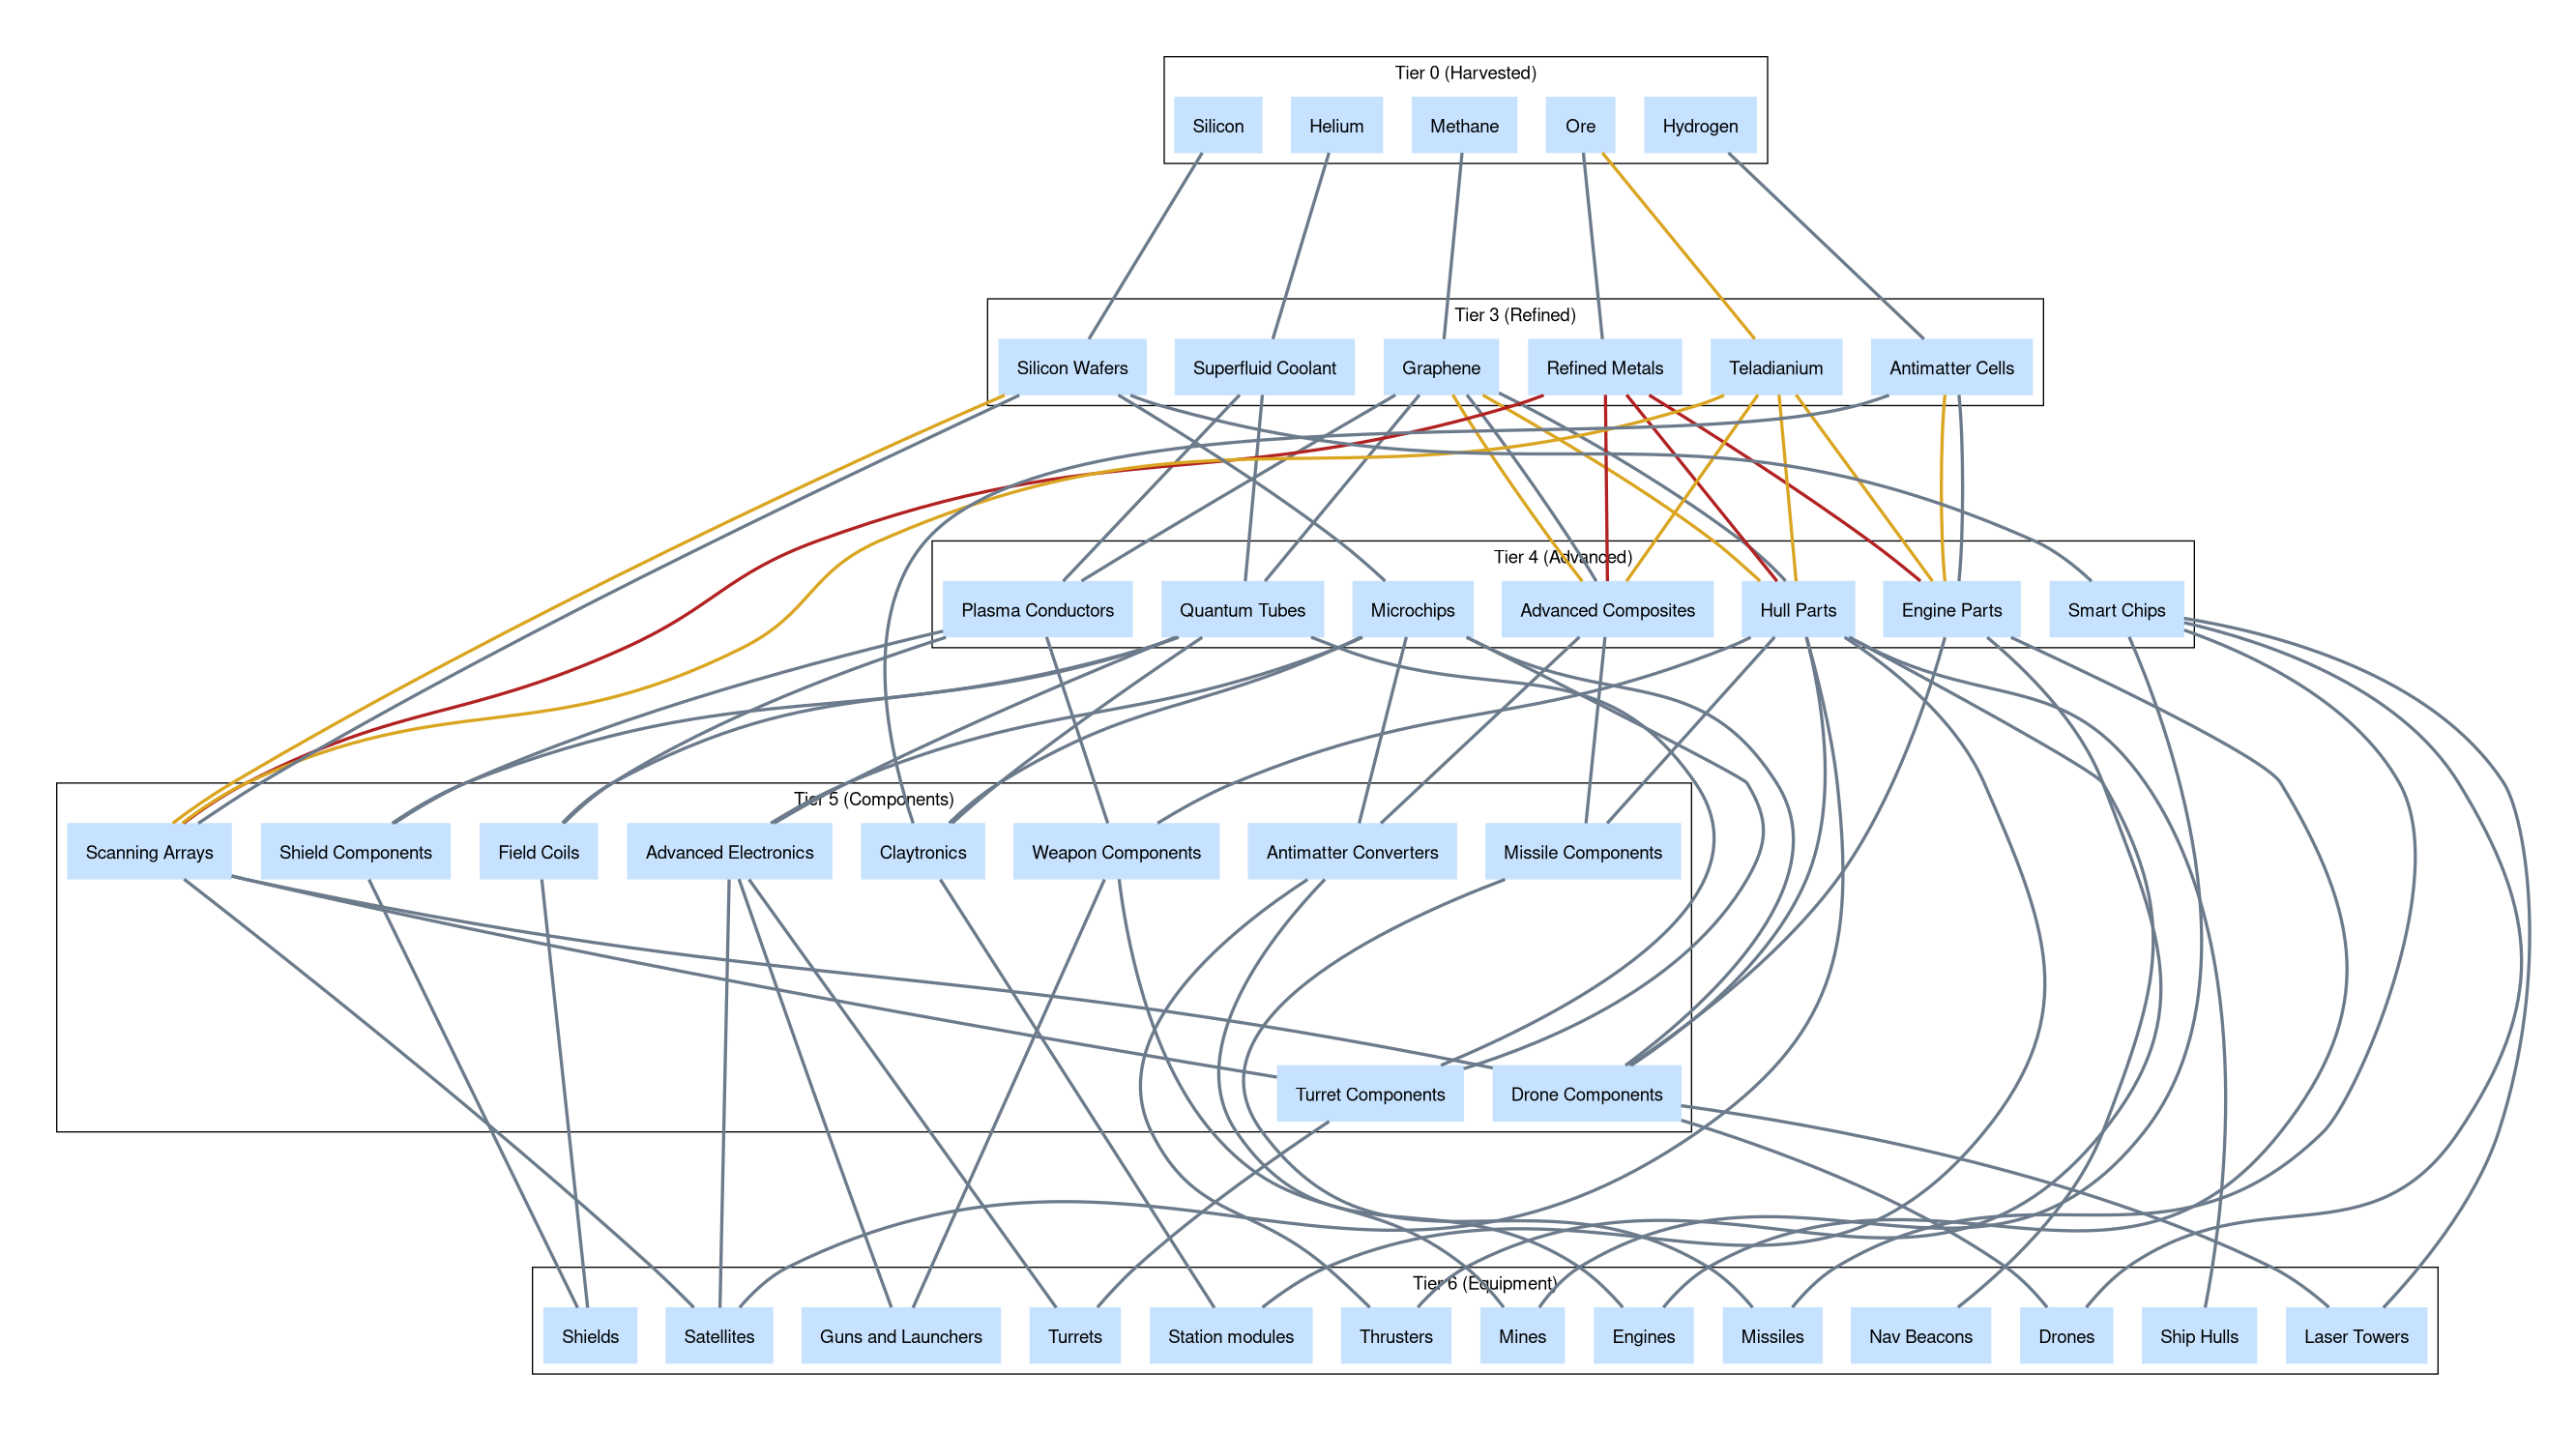 Tier 0 (Harvested)
Silicon
Helium
Methane
Ore
Hydrogen
Tier 3 (Refined)
Silicon Wafers
Superfluid Coolant
Graphene
Refined Metals
Teladianium
Antimatter Cells
Tier 4 (Advanced)
Plasma Conductors
Quantum Tubes
Microchips
Advanced Composites
Hull Parts
Engine Parts
Smart Chips
Tier 5 (Components)
Scanning Arrays
Shield Components
Field Coils
Advanced Electronics
Claytronics
Weapon Components
Antimatter Converters
Missile Components
Turret Components
Drone Components
Tier 6 (Equipment)
Shields
Satellites
Guns and Launchers
Turrets
Station modules
Thrusters
Mines
Engines
Missiles
Nav Beacons
Drones
Ship Hulls
Laser Towers